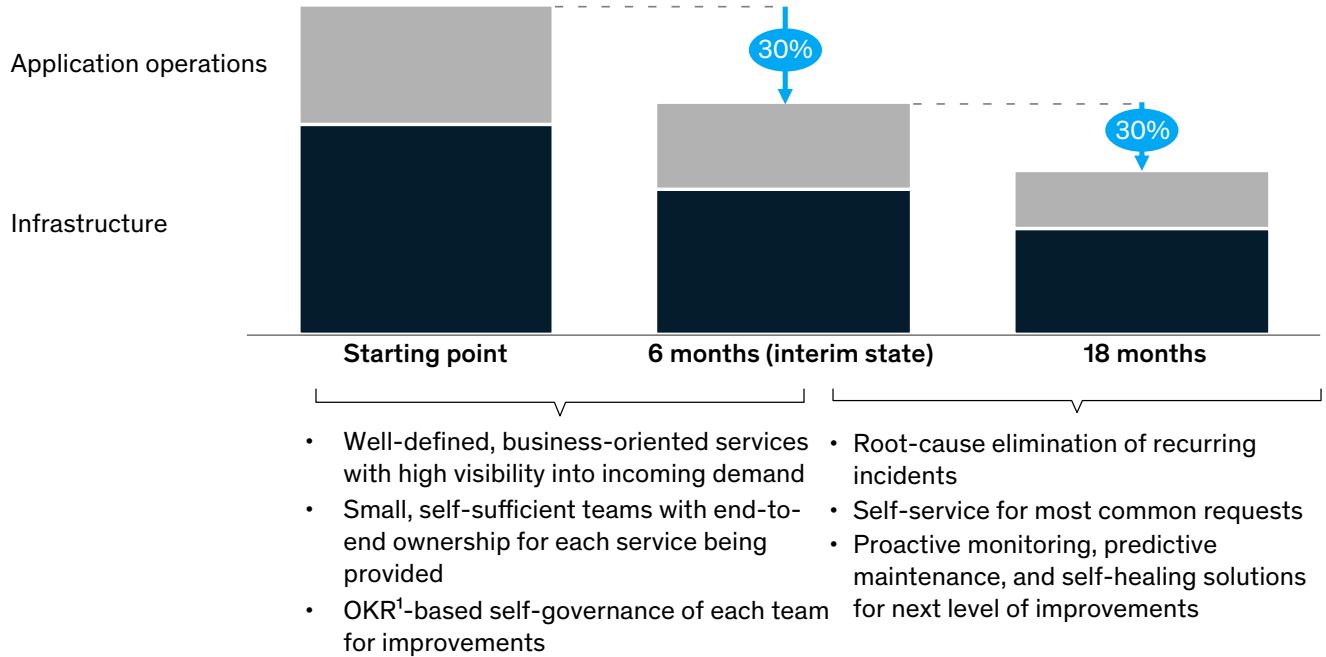 Application operations
30%
30%
Infrastructure
Starting point
6 months (interim state)
18 months
• Well-defined, business-oriented services
with high visibility into incoming demand
• Small, self-sufficient teams with end-to-
end ownership for each service being
provided
• OKR¹-based self-governance of each team
for improvements
• Root-cause elimination of recurring
incidents
• Self-service for most common requests
• Proactive monitoring, predictive
maintenance, and self-healing solutions
for next level of improvements